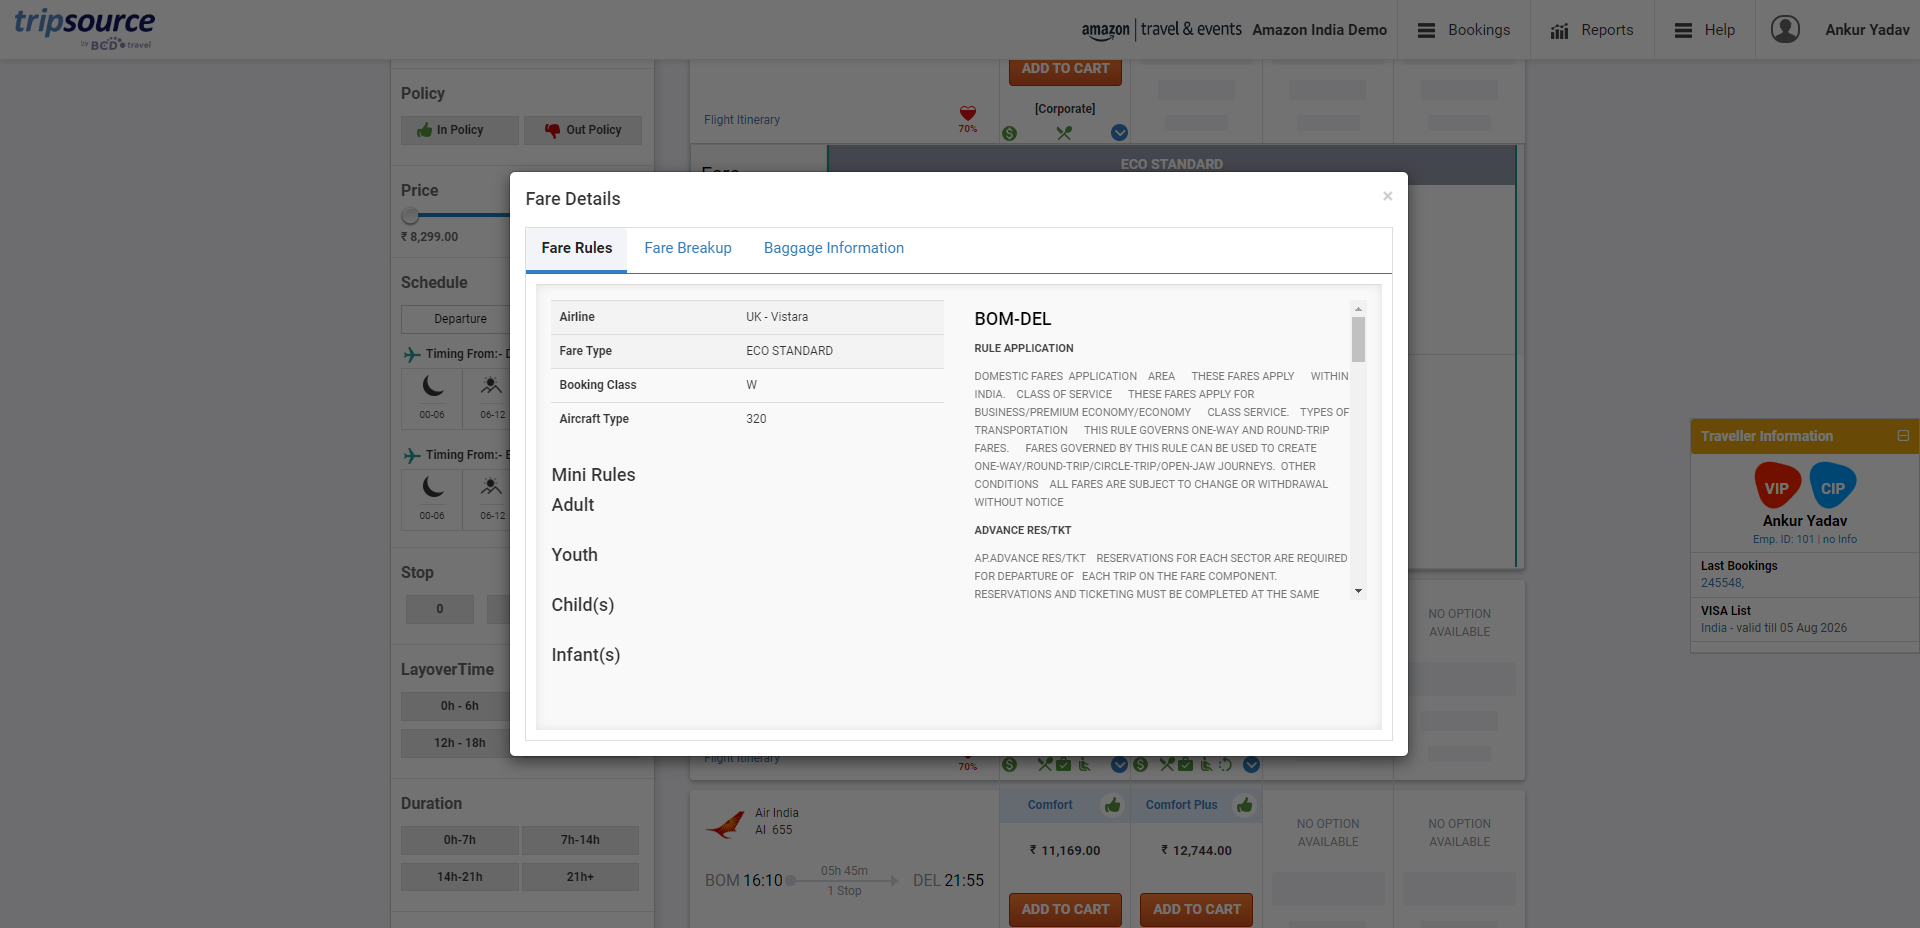 tripsource
by BCD travel
amazon travel & events Amazon India Demo
Bookings
Reports
Help
Ankur Yadav
Policy
In Policy
Out Policy
Price
₹ 8,299.00
Schedule
Departure
Timing From:- D
00-06
06-12
Timing From:-
00-06
06-12
Stop
0
LayoverTime
0h - 6h
12h - 18h
Duration
0h-7h
7h-14h
14h-21h
21h+
ADD TO CART
Flight Itinerary
70%
[Corporate]
ECO STANDARD
Fare Details
×
Fare Rules
Fare Breakup
Baggage Information
Airline UK - Vistara
Fare Type ECO STANDARD
Booking Class W
Aircraft Type 320
Mini Rules
Adult
Youth
Child(s)
Infant(s)
BOM-DEL
RULE APPLICATION
DOMESTIC FARES APPLICATION AREA THESE FARES APPLY WITHIN
INDIA. CLASS OF SERVICE THESE FARES APPLY FOR
BUSINESS/PREMIUM ECONOMY/ECONOMY CLASS SERVICE. TYPES OF
TRANSPORTATION THIS RULE GOVERNS ONE-WAY AND ROUND-TRIP
FARES. FARES GOVERNED BY THIS RULE CAN BE USED TO CREATE
ONE-WAY/ROUND-TRIP/CIRCLE-TRIP/OPEN-JAW JOURNEYS. OTHER
CONDITIONS ALL FARES ARE SUBJECT TO CHANGE OR WITHDRAWAL
WITHOUT NOTICE
ADVANCE RES/TKT
AP.ADVANCE RES/TKT RESERVATIONS FOR EACH SECTOR ARE REQUIRED
FOR DEPARTURE OF EACH TRIP ON THE FARE COMPONENT.
RESERVATIONS AND TICKETING MUST BE COMPLETED AT THE SAME
Flight Itinerary
70%
Air India
AI 655
BOM 16:10
05h 45m
1 Stop
DEL 21:55
Comfort
₹ 11,169.00
ADD TO CART
Comfort Plus
₹ 12,744.00
ADD TO CART
NO OPTION
AVAILABLE
NO OPTION
AVAILABLE
NO OPTION
AVAILABLE
Traveller Information
VIP
CIP
Ankur Yadav
Emp. ID: 101 | no Info
Last Bookings
245548,
VISA List
India - valid till 05 Aug 2026